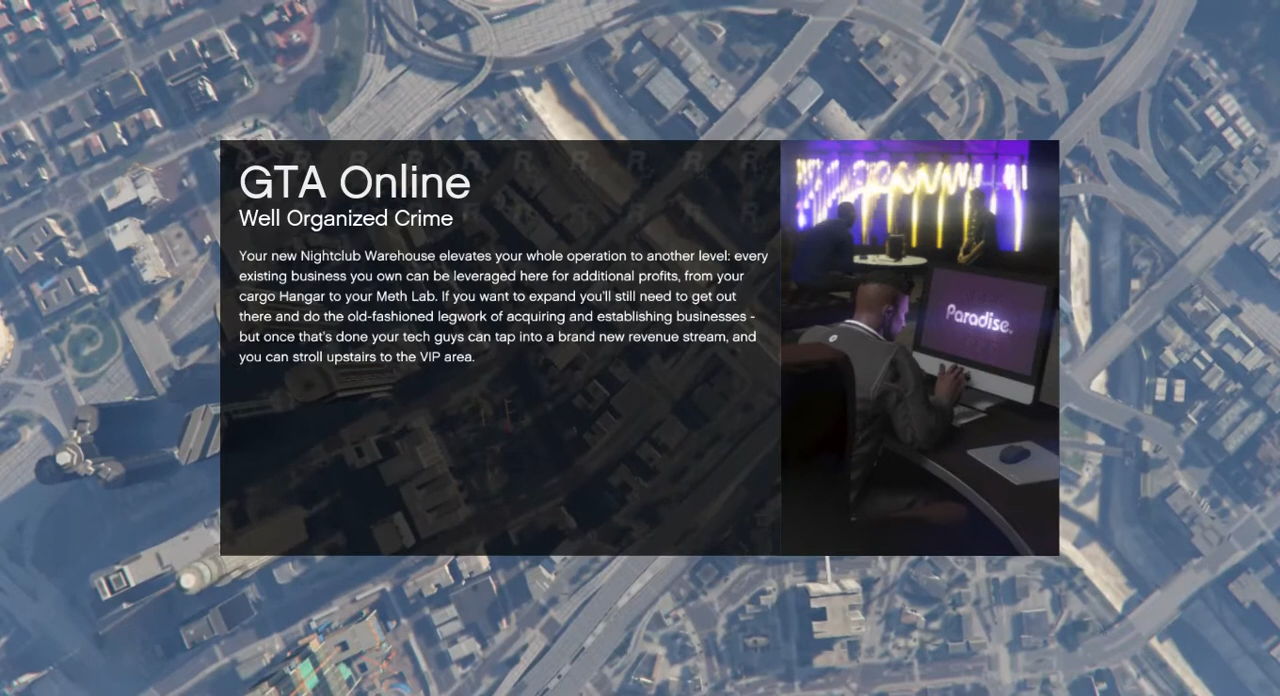 GTA Online
Well Organized Crime
Your new Nightclub Warehouse elevates your whole operation to another level: every
existing business you own can be leveraged here for additional profits, from your
cargo Hangar to your Meth Lab. If you want to expand you'll still need to get out
there and do the old-fashioned legwork of acquiring and establishing businesses -
but once that's done your tech guys can tap into a brand new revenue stream, and
you can stroll upstairs to the VIP area.
Paradise.